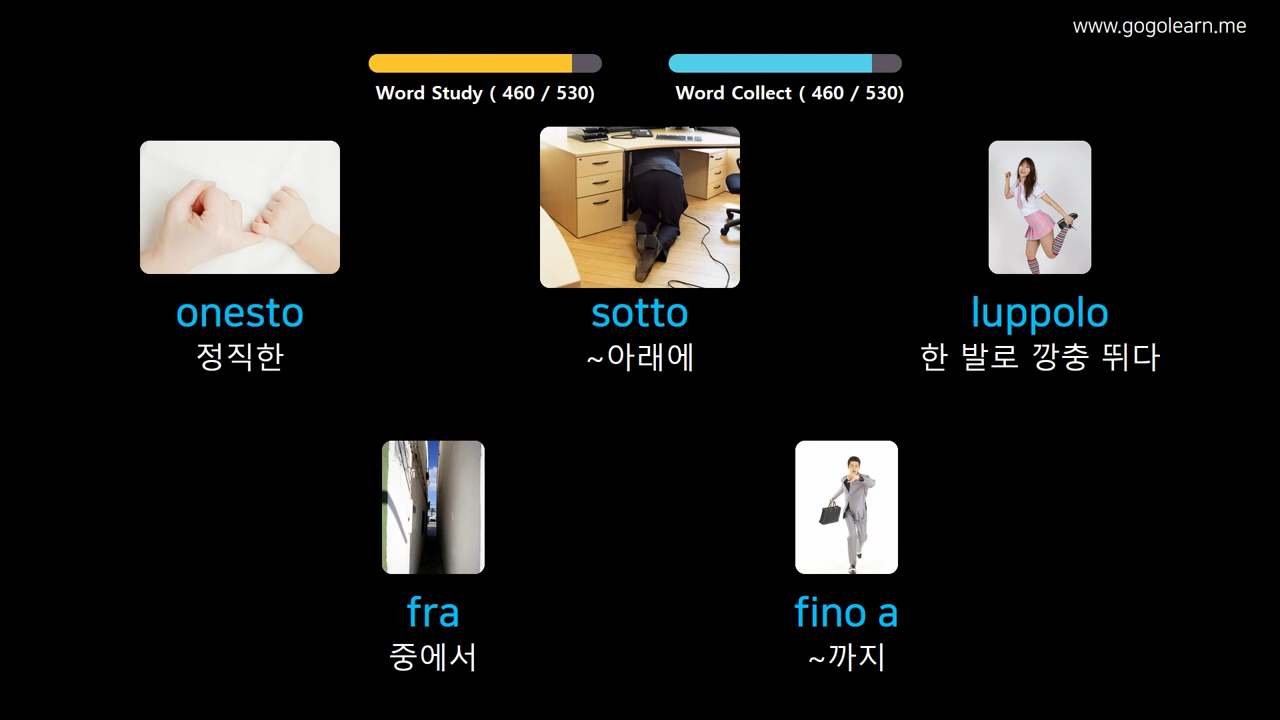 www.gogolearn.me
Word Study ( 460 / 530)
Word Collect ( 460 / 530)
onesto
정직한
sotto
~아래에
luppolo
한 발로 깡충 뛰다
fra
중에서
fino a
~까지